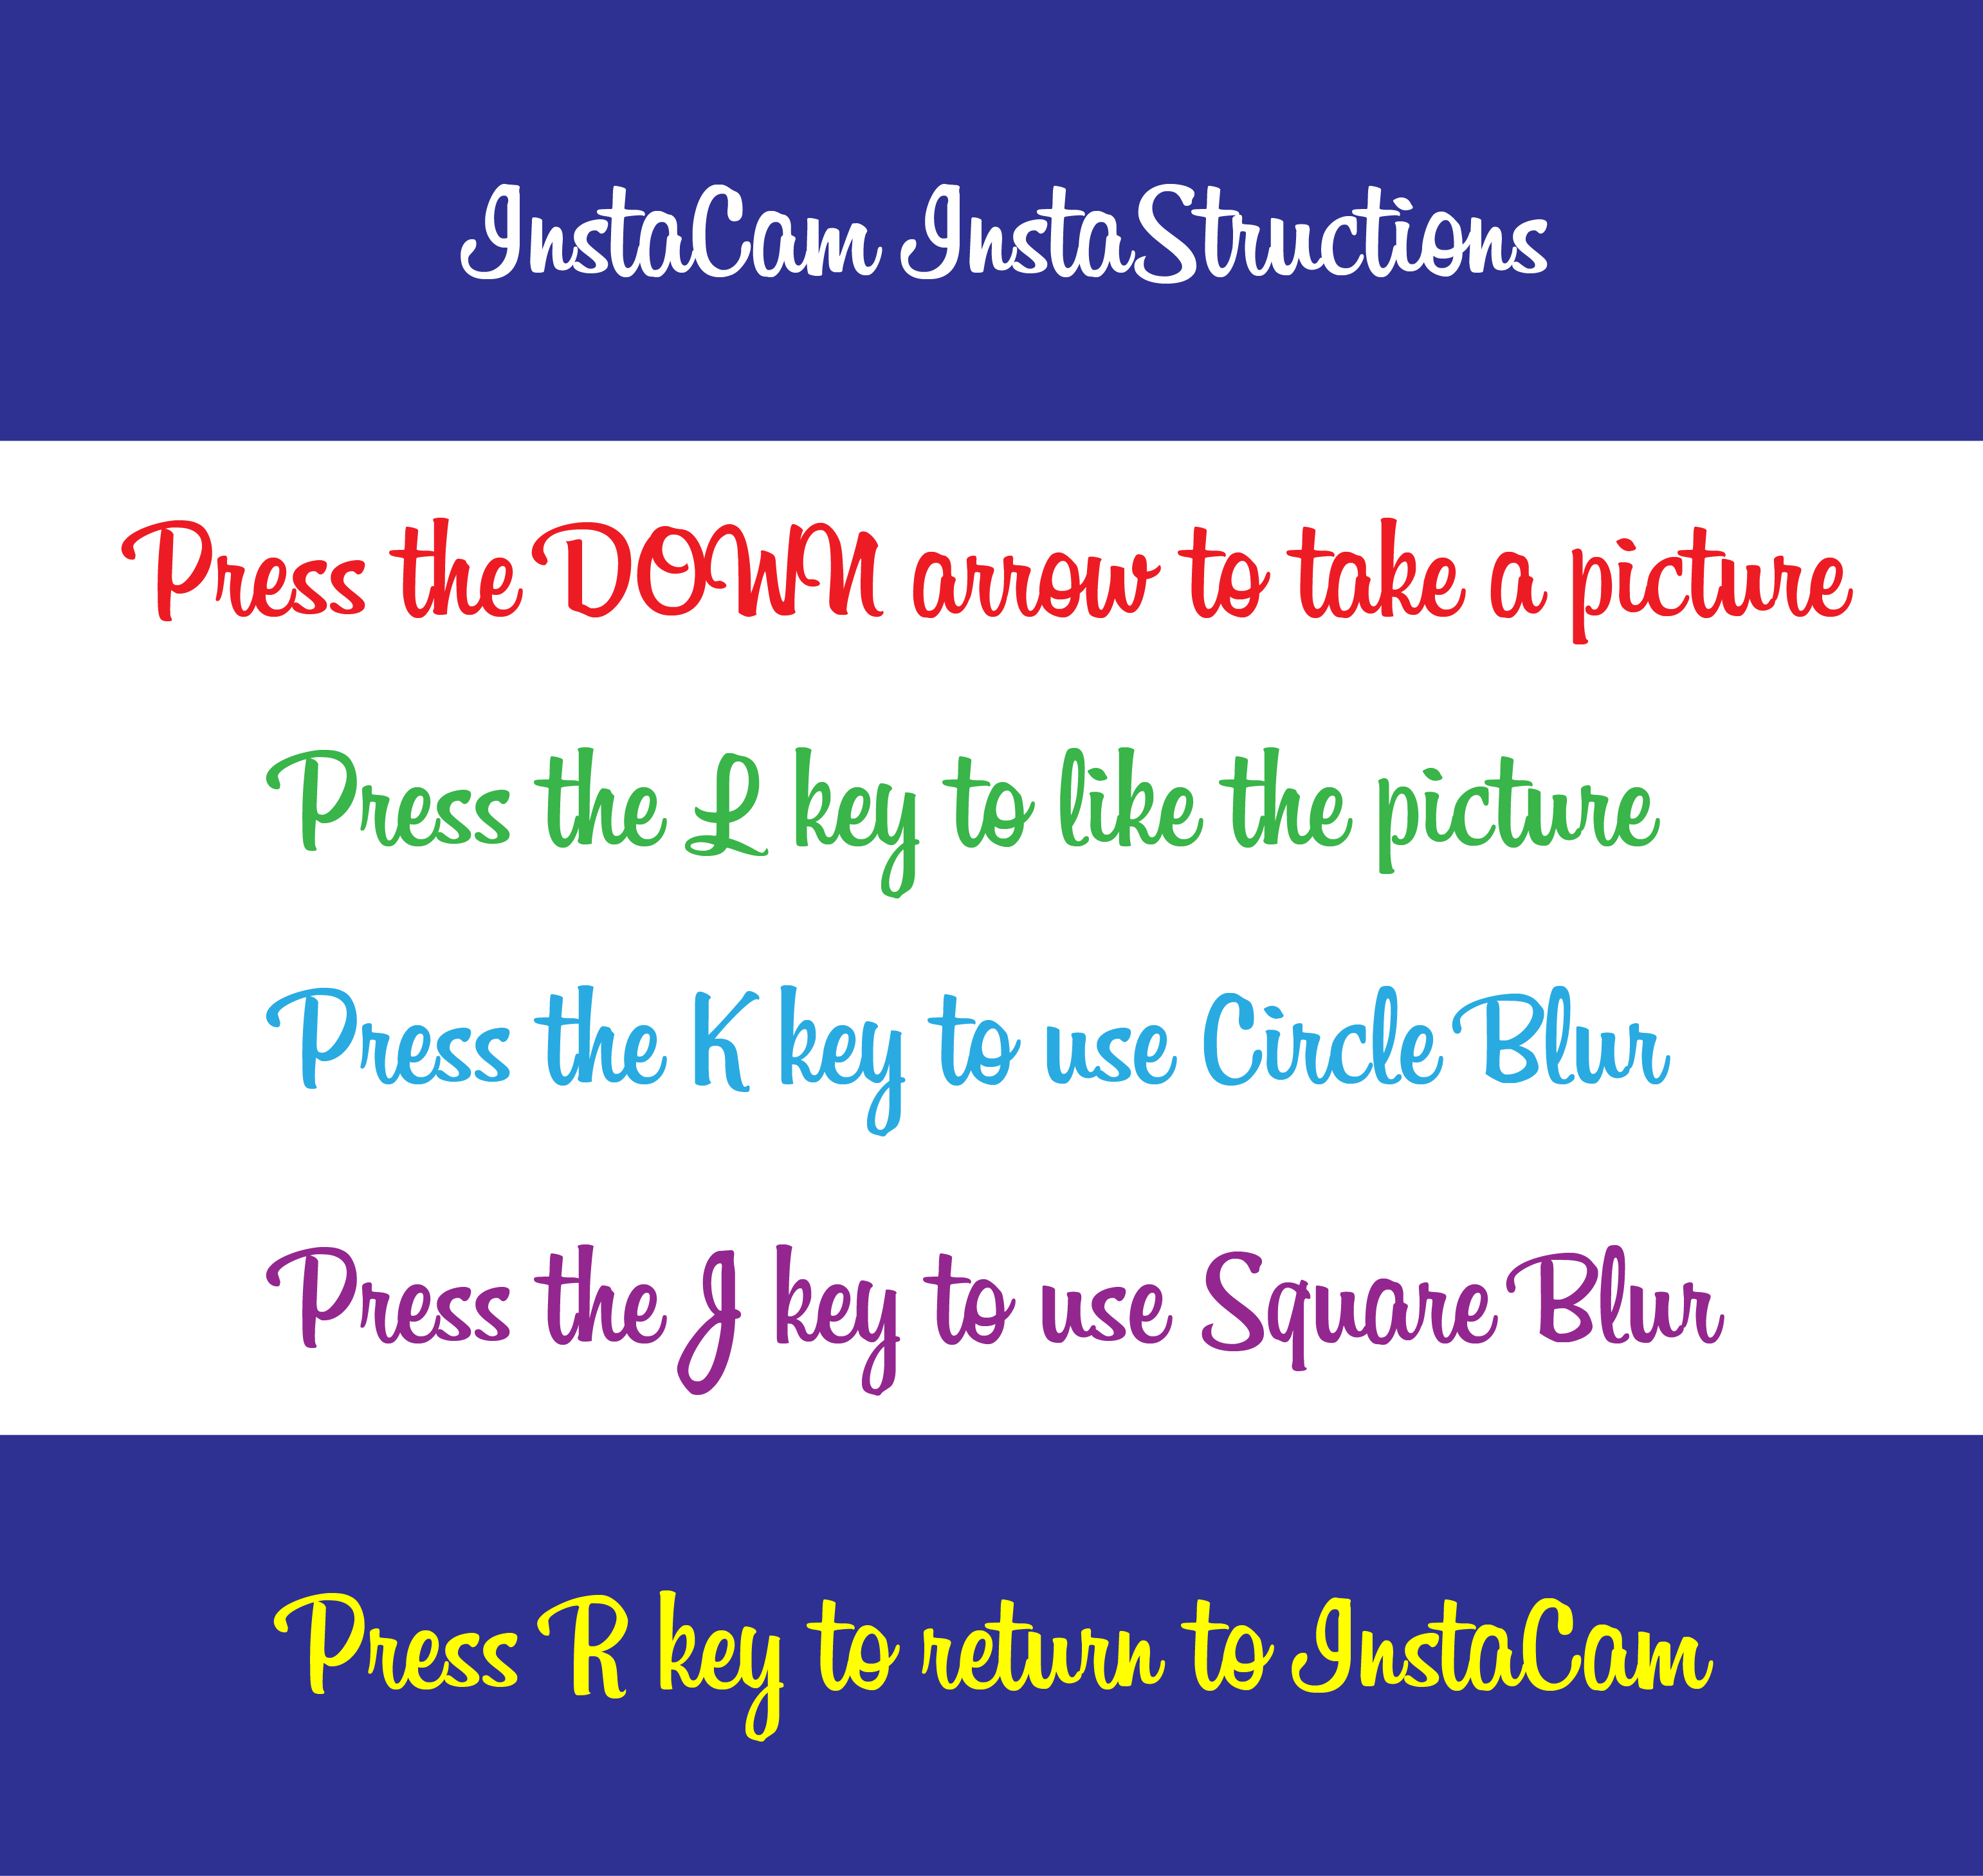 InstaCam InstaStructions
Press the DOWN arrow to take a picture
Press the L key to like the picture
Press the K key to use Circle Blur
Press the J key to use Square Blur
Press R key to return to InstaCam